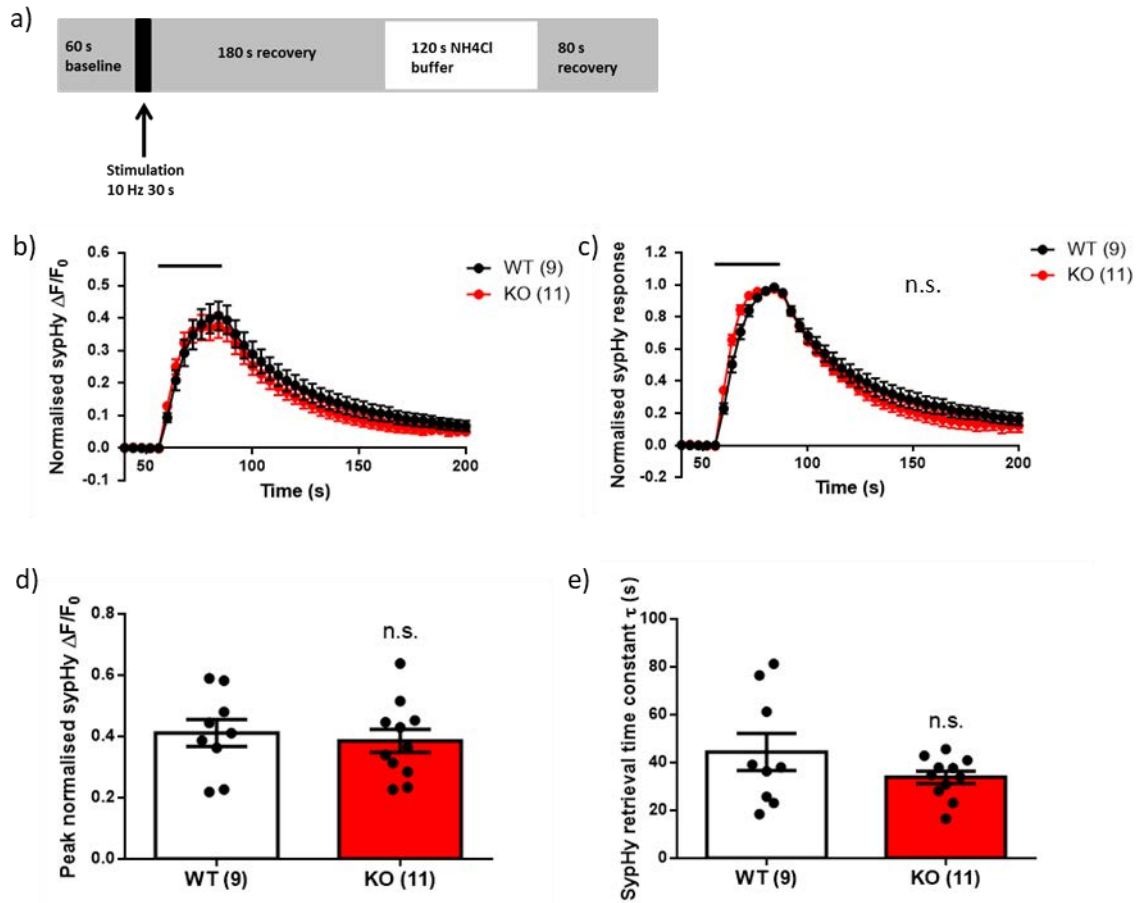 a)
60 s
baseline
180 s recovery
120 s NH4Cl
buffer
80 s
recovery
Stimulation
10 Hz 30 s
b)
Normalised sypHy ΔF/F₀
0.6
0.5
0.4
0.3
0.2
0.1
0.0
-0.1
50
100
150
200
Time (s)
WT (9)
KO (11)
c)
Normalised sypHy response
1.2
1.0
0.8
0.6
0.4
0.2
0.0
-0.2
50
100
150
200
Time (s)
n.s.
WT (9)
KO (11)
d)
Peak normalised sypHy ΔF/F₀
0.8
0.6
0.4
0.2
0.0
n.s.
WT (9)
KO (11)
e)
SypHy retrieval time constant τ (s)
100
80
60
40
20
0
n.s.
WT (9)
KO (11)